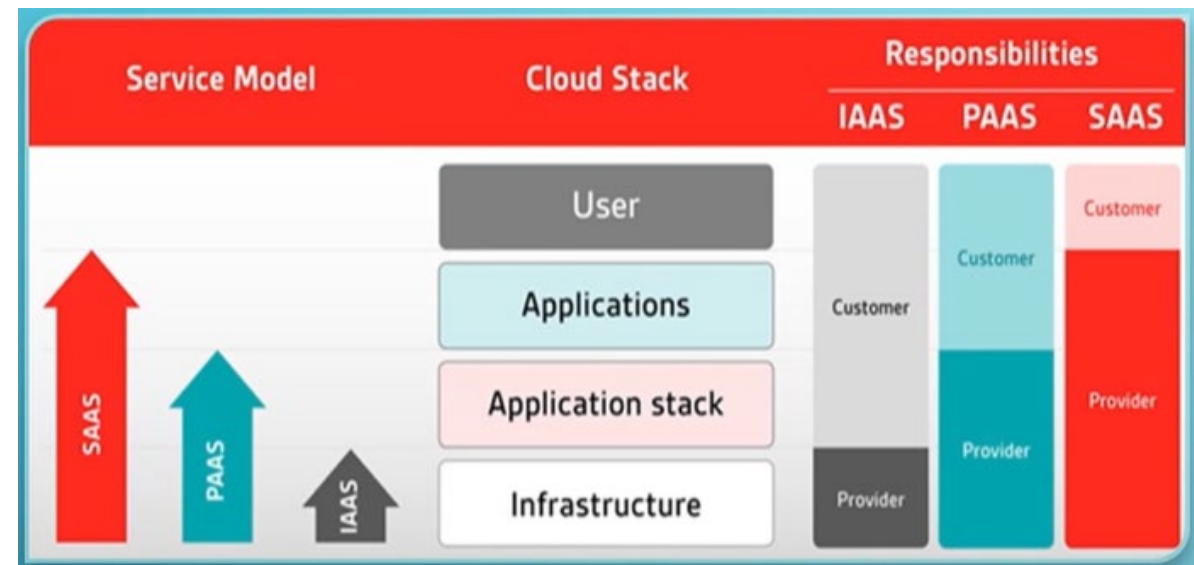 Service Model
Cloud Stack
Responsibilities
IAAS PAAS SAAS
User
Applications
Application stack
Infrastructure
SAAS
PAAS
IAAS
Customer
Provider
Customer
Provider
Customer
Provider